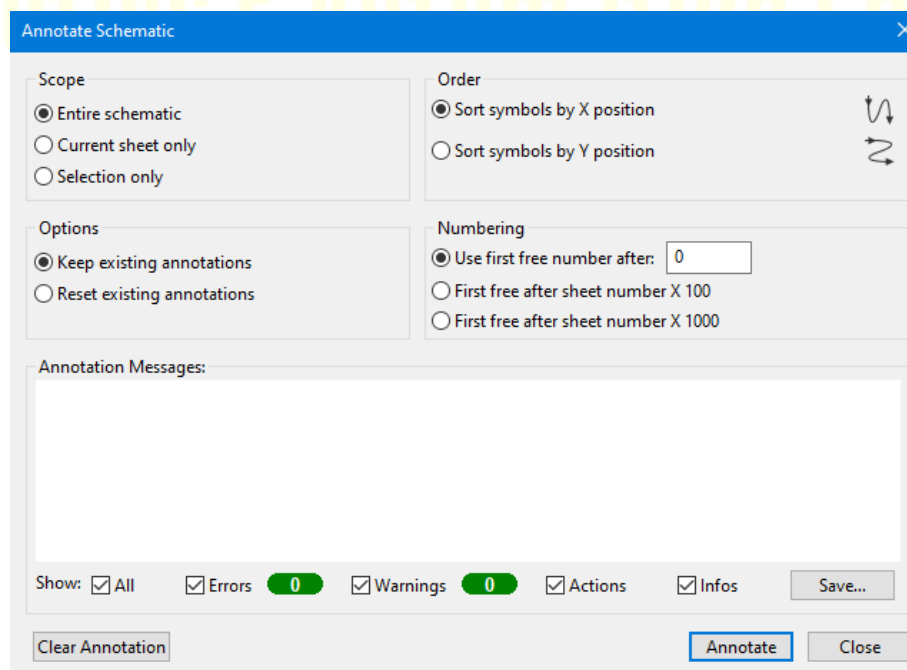 Annotate Schematic
Scope
Entire schematic
Current sheet only
Selection only
Order
Sort symbols by X position
Sort symbols by Y position
Options
Keep existing annotations
Reset existing annotations
Numbering
Use first free number after: 0
First free after sheet number X 100
First free after sheet number X 1000
Annotation Messages:
Show: All Errors 0 Warnings 0 Actions Infos Save...
Clear Annotation Annotate Close